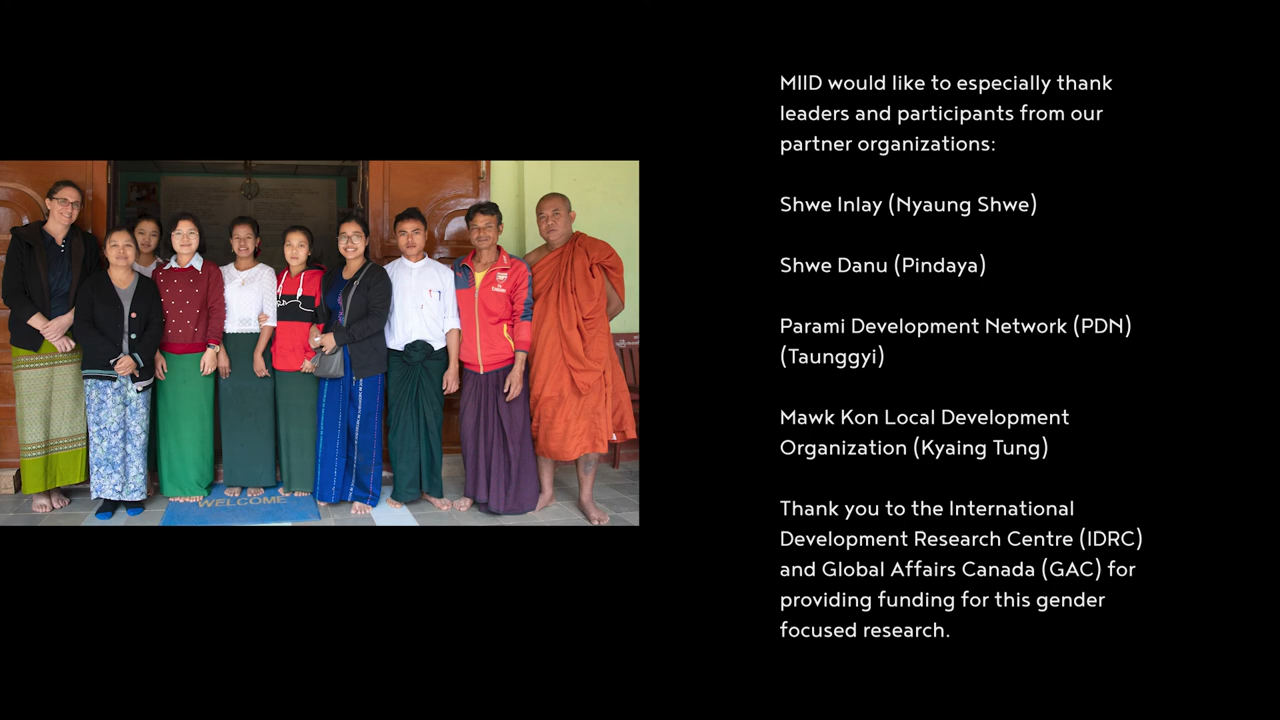 MIID would like to especially thank
leaders and participants from our
partner organizations:
Shwe Inlay (Nyaung Shwe)
Shwe Danu (Pindaya)
Parami Development Network (PDN)
(Taunggyi)
Mawk Kon Local Development
Organization (Kyaing Tung)
Thank you to the International
Development Research Centre (IDRC)
and Global Affairs Canada (GAC) for
providing funding for this gender
focused research.
WELCOME